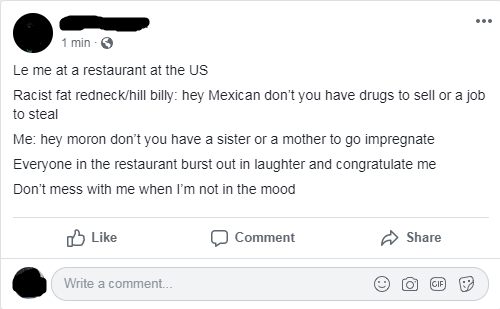 1 min ·
Le me at a restaurant at the US
Racist fat redneck/hill billy: hey Mexican don't you have drugs to sell or a job
to steal
Me: hey moron don't you have a sister or a mother to go impregnate
Everyone in the restaurant burst out in laughter and congratulate me
Don't mess with me when I'm not in the mood
Like Comment Share
Write a comment... GIF